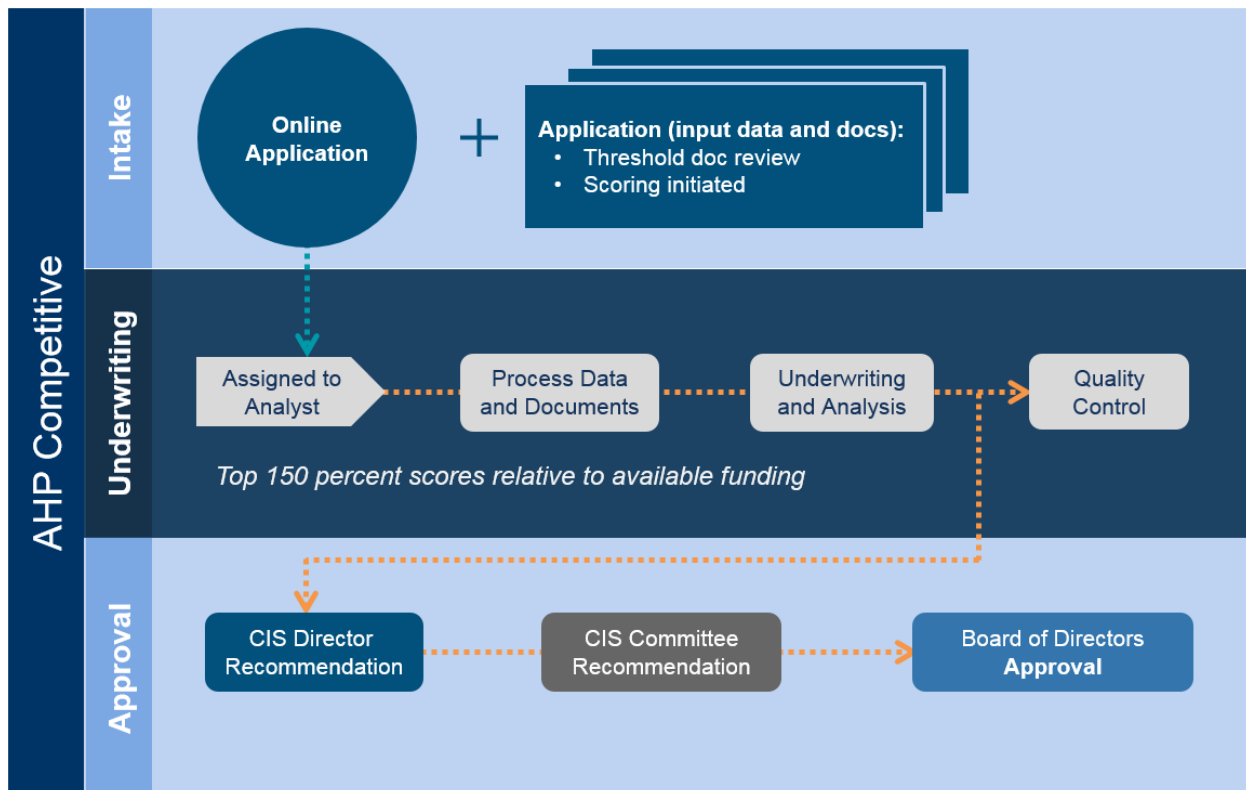 AHP Competitive
Intake
Online
Application
+
Application (input data and docs):
• Threshold doc review
• Scoring initiated
Underwriting
Assigned to
Analyst
Process Data
and Documents
Underwriting
and Analysis
Quality
Control
Top 150 percent scores relative to available funding
Approval
CIS Director
Recommendation
CIS Committee
Recommendation
Board of Directors
Approval